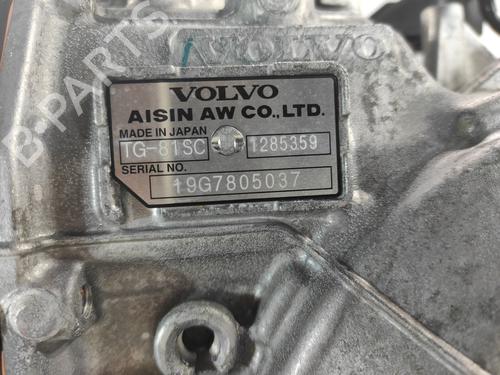 VOLVO
VOLVO
AISIN AW CO.,LTD.
MADE IN JAPAN
TG-81SC 1285359
SERIAL NO.
19G7805037
B-PARTS